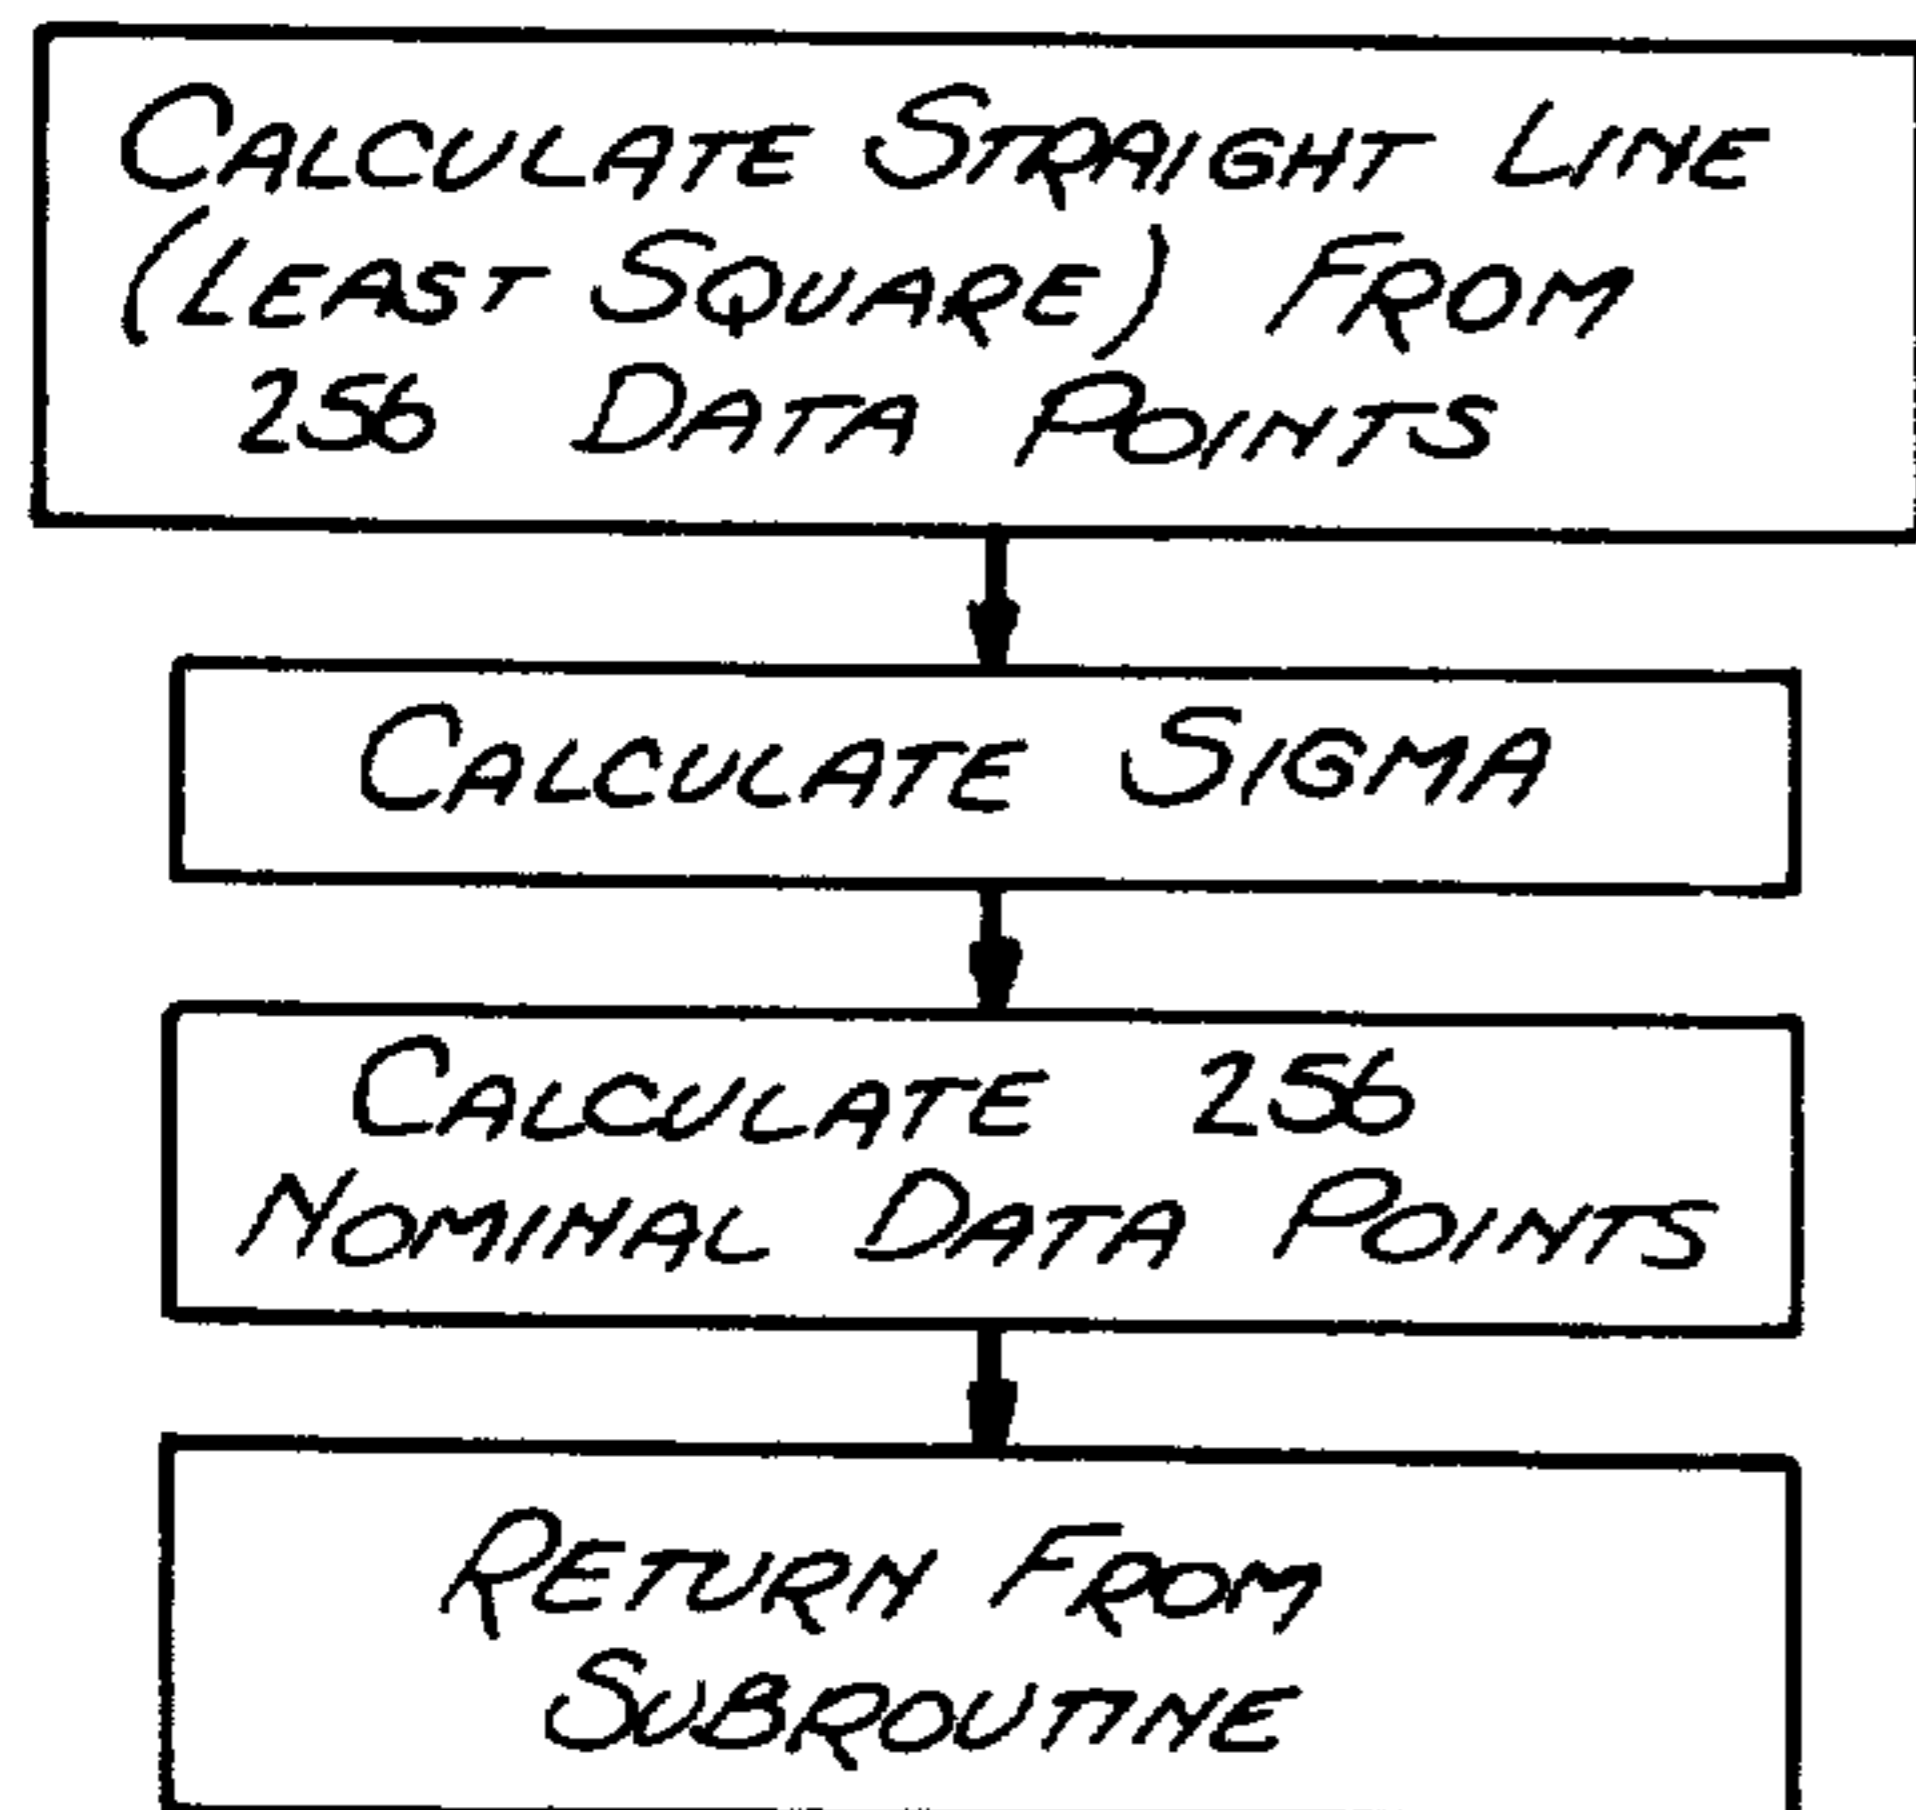 CALCULATE STRAIGHT LINE
(LEAST SQUARE) FROM
256 DATA POINTS
CALCULATE SIGMA
CALCULATE 256
NOMINAL DATA POINTS
RETURN FROM
SUBROUTINE